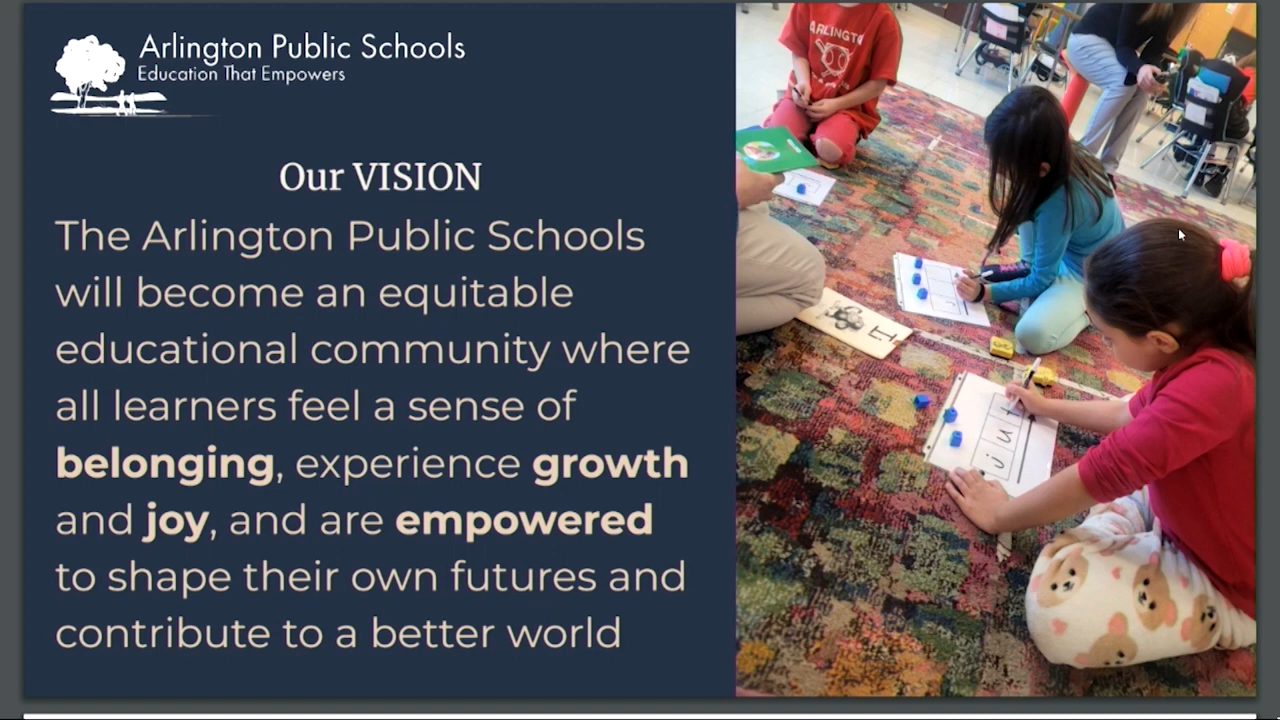 Arlington Public Schools
Education That Empowers
Our VISION
The Arlington Public Schools
will become an equitable
educational community where
all learners feel a sense of
belonging, experience growth
and joy, and are empowered
to shape their own futures and
contribute to a better world
ARLINGTON
j u t